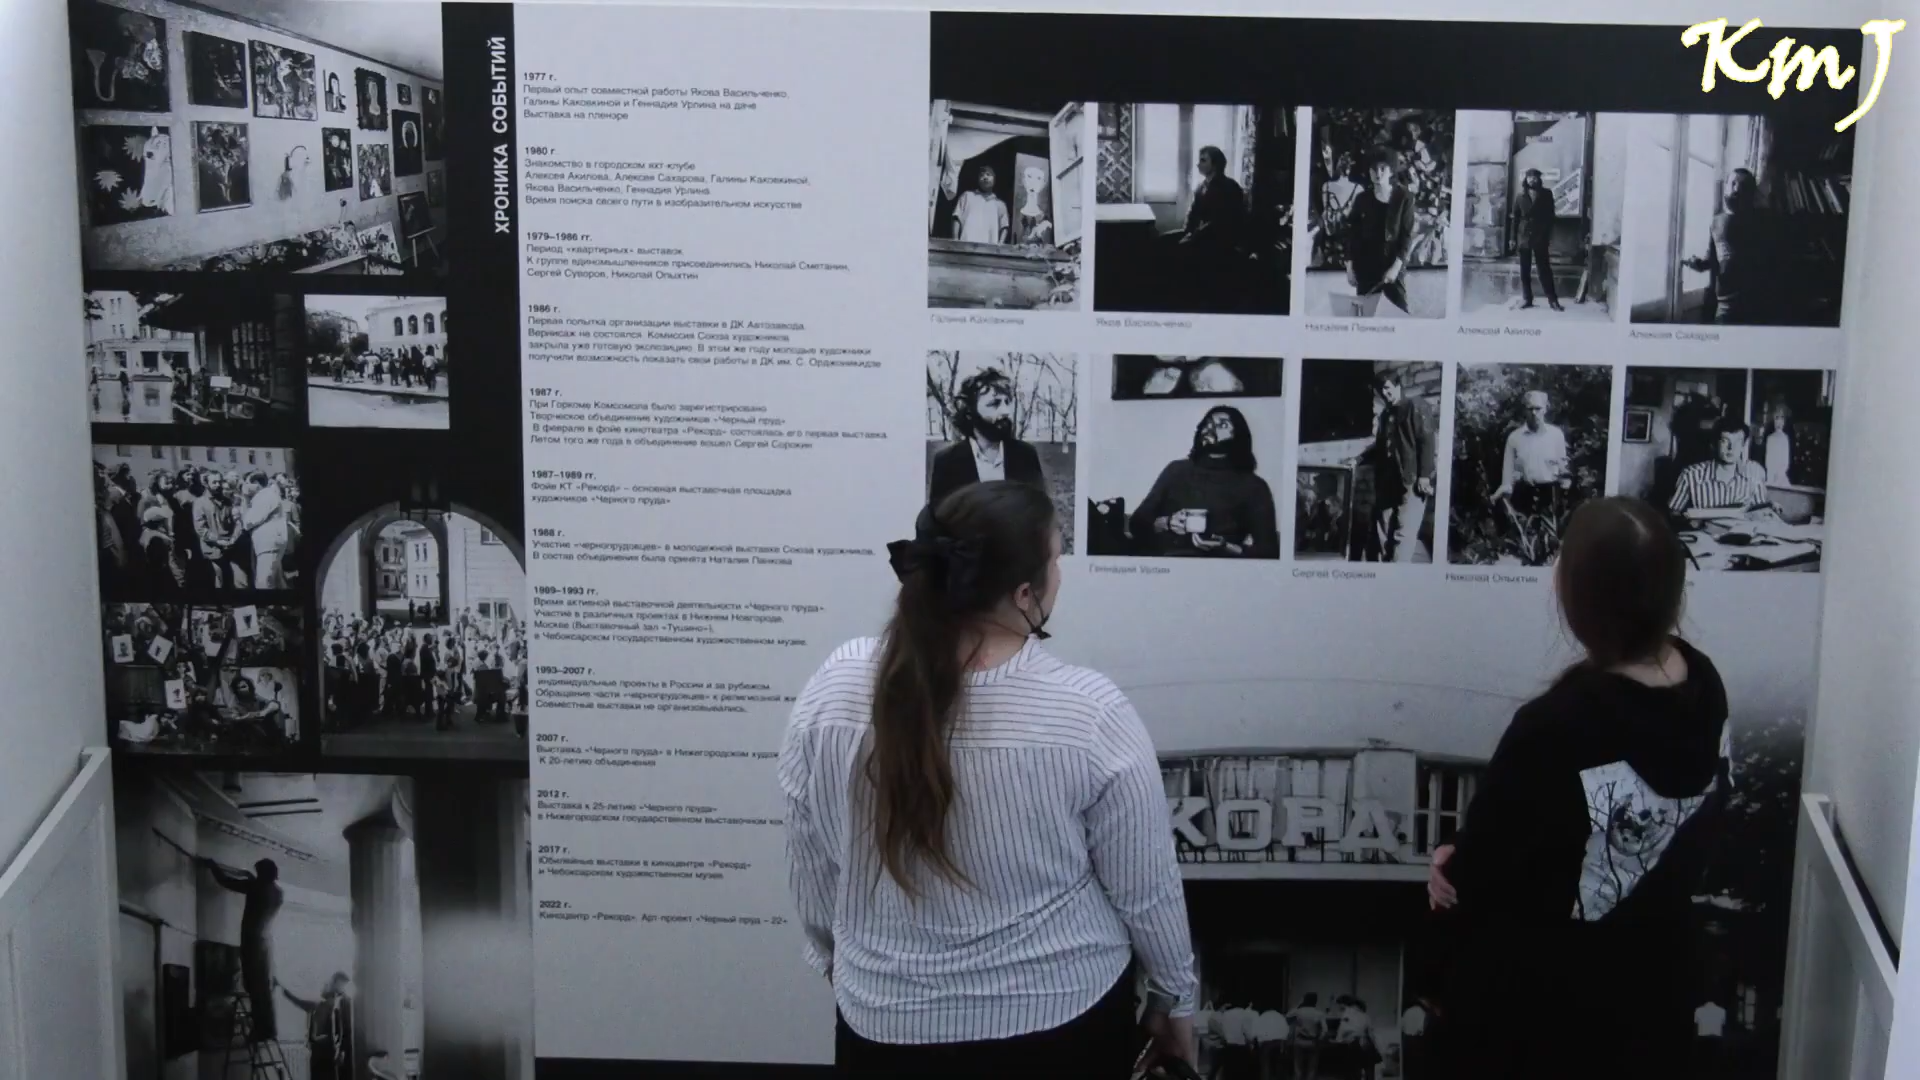 KmJ
ХРОНИКА СОБЫТИЙ
1977 г.
Первый опыт совместной работы Якова Васильченко,
Галины Каковкиной и Геннадия Урлина на даче
Выставка на пленэре
1980 г.
Знакомство в городском яхт-клубе
Алексея Акилова, Алексея Сахарова, Галины Каковкиной,
Якова Васильченко, Геннадия Урлина.
Время поиска своего пути в изобразительном искусстве
1979–1986 гг.
Период «квартирных» выставок.
К группе единомышленников присоединились Николай Сметанин,
Сергей Суворов, Николай Опыхтин
1986 г.
Первая попытка организации выставки в ДК Автозавода.
Вернисаж не состоялся. Комиссия Союза художников
закрыла уже готовую экспозицию. В этом же году молодые художники
получили возможность показать свои работы в ДК им. С. Орджоникидзе
1987 г.
При Горкоме Комсомола было зарегистрировано
Творческое объединение художников «Черный пруд»
В феврале в фойе кинотеатра «Рекорд» состоялась его первая выставка.
Летом того же года в объединение вошел Сергей Сорокин
1987–1989 гг.
Фойе КТ «Рекорд» – основная выставочная площадка
художников «Черного пруда»
1988 г.
Участие «чернопрудовцев» в молодежной выставке Союза художников.
В состав объединения была принята Наталия Панкова
1989–1993 гг.
Время активной выставочной деятельности «Черного пруда».
Участие в различных проектах в Нижнем Новгороде,
Москве (Выставочный зал «Тушино»),
в Чебоксарском государственном художественном музее.
1993–2007 г.
индивидуальные проекты в России и за рубежом.
Обращение части «чернопрудовцев» к религиозной жи
Совместные выставки не организовывались.
2007 г.
Выставка «Черного пруда» в Нижегородском худож
К 20-летию объединения
2012 г.
Выставка к 25-летию «Черного пруда»
в Нижегородском государственном выставочном ком
2017 г.
Юбилейные выставки в киноцентре «Рекорд»
и Чебоксарском художественном музее
2022 г.
Киноцентр «Рекорд». Арт-проект «Черный пруд – 22»
Галина Каковкина
Яков Васильченко
Наталия Панкова
Алексей Акилов
Алексей Сахаров
Геннадий Урлин
Сергей Сорокин
Николай Опыхтин
КОРД